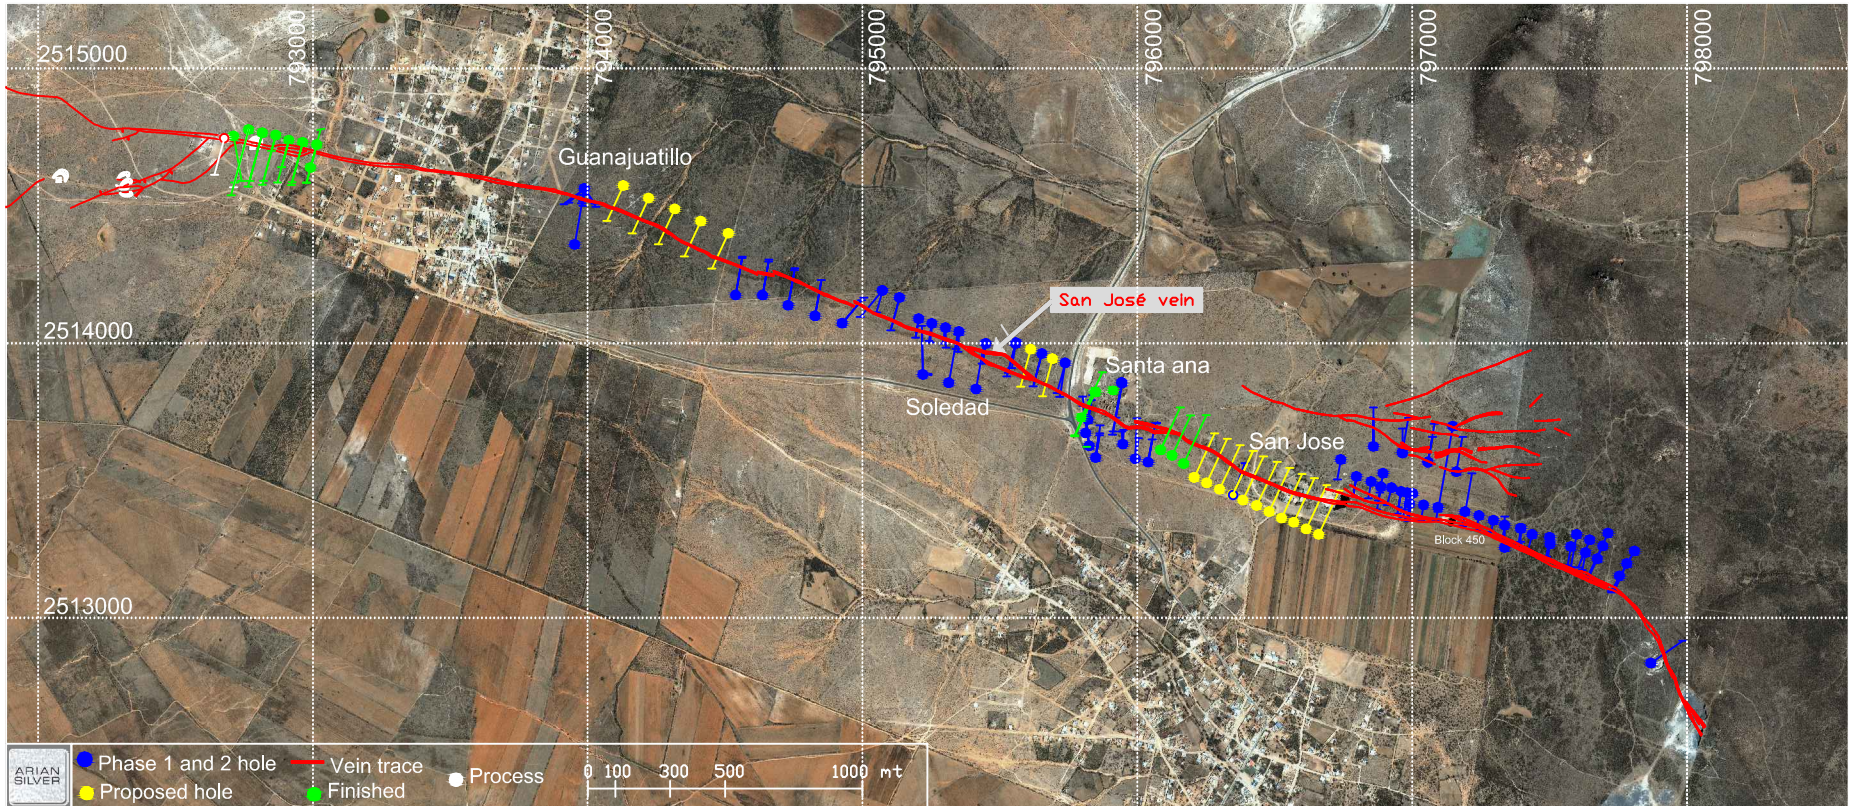 793000
794000
795000
796000
797000
798000
2515000
Guanajuatillo
San José vein
2514000
Santa ana
Soledad
San Jose
Block 450
2513000
ARIAN
SILVER
Phase 1 and 2 hole
Vein trace
Process
Proposed hole
Finished
0 100 300 500 1000 mt